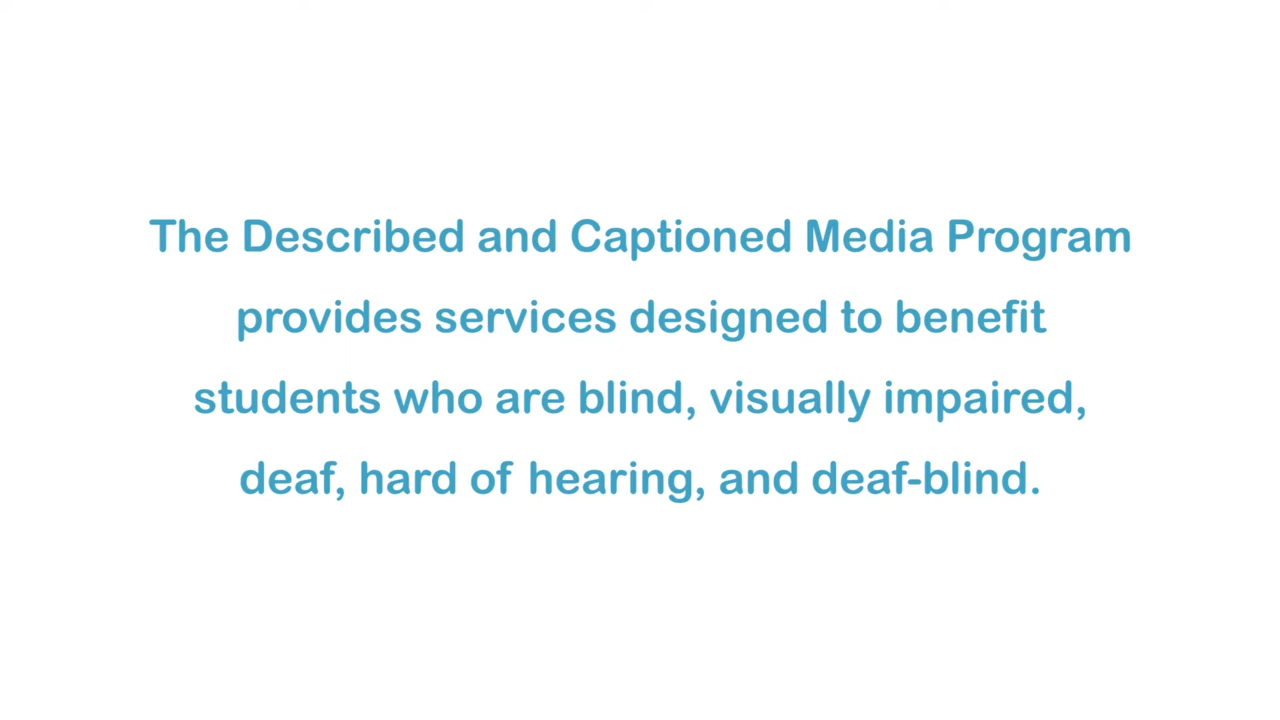 The Described and Captioned Media Program
provides services designed to benefit
students who are blind, visually impaired,
deaf, hard of hearing, and deaf-blind.